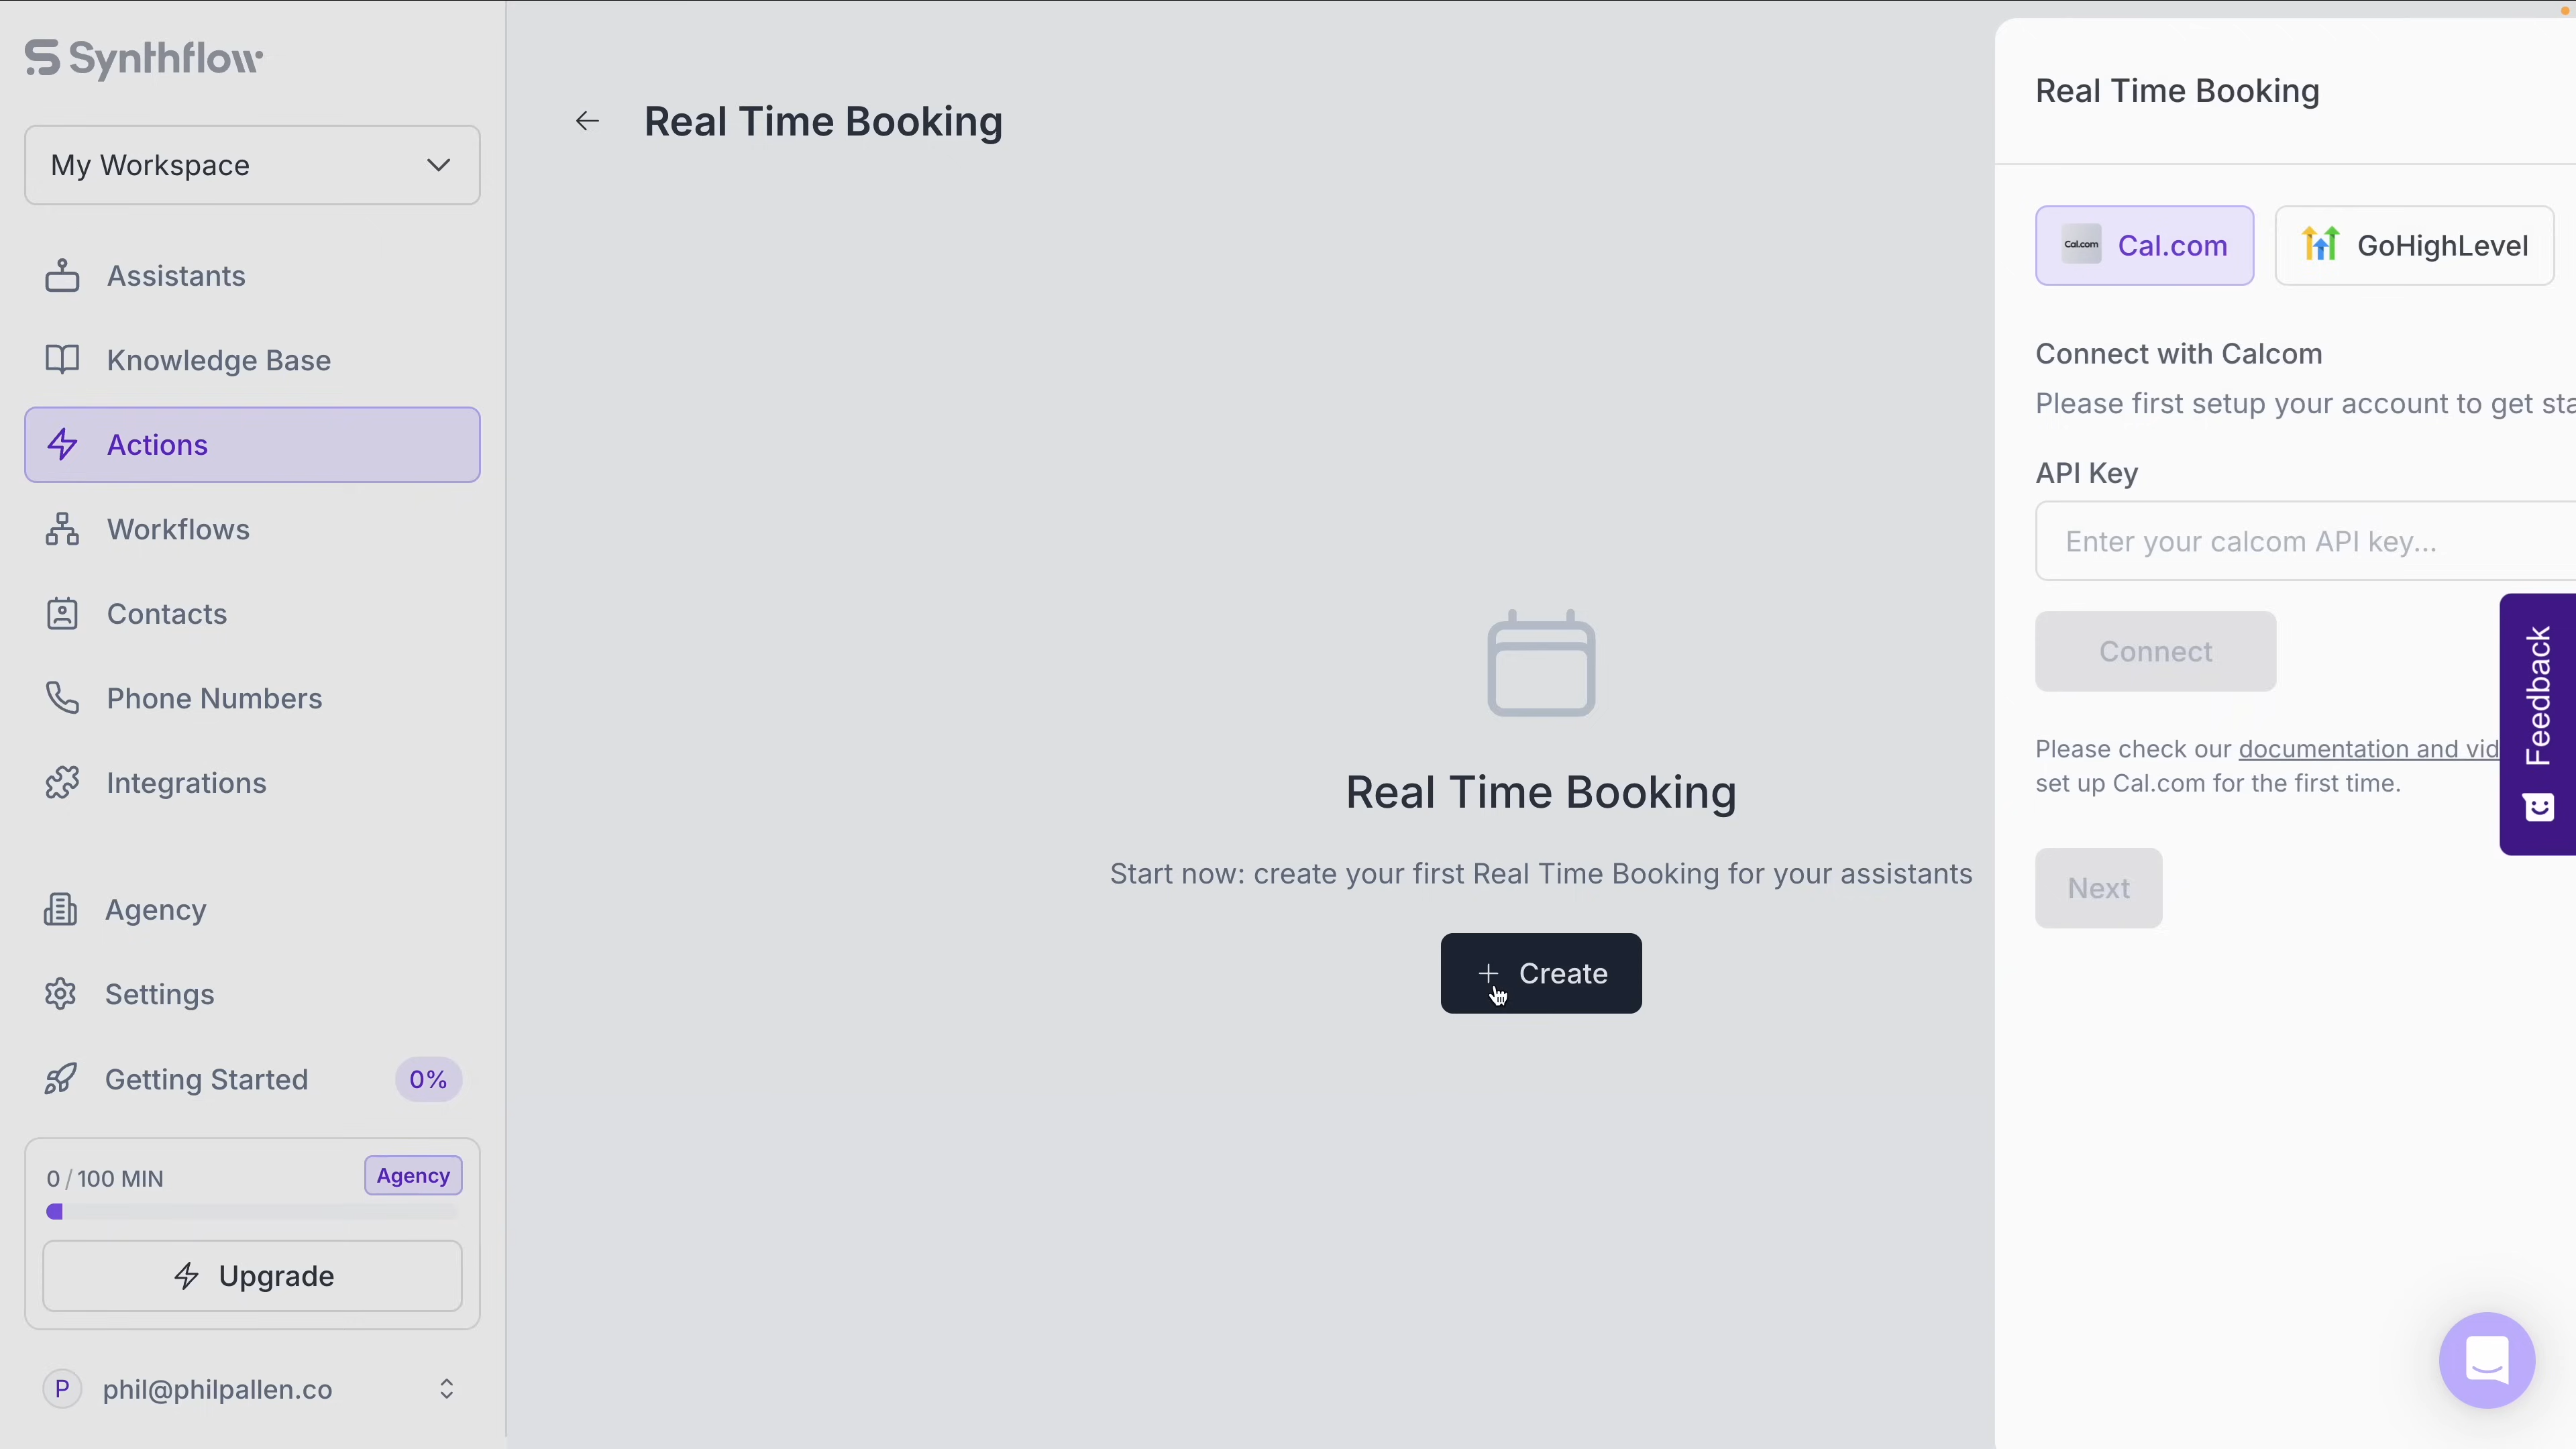 Synthflow
My Workspace
Assistants
Knowledge Base
Actions
Workflows
Contacts
Phone Numbers
Integrations
Agency
Settings
Getting Started
0%
0 / 100 MIN
Agency
Upgrade
P
phil@philpallen.co
Real Time Booking
Real Time Booking
Start now: create your first Real Time Booking for your assistants
Create
Real Time Booking
Cal.com
Cal.com
GoHighLevel
Connect with Calcom
Please first setup your account to get sta
API Key
Enter your calcom API key...
Connect
Please check our documentation and vid
set up Cal.com for the first time.
Next
Feedback